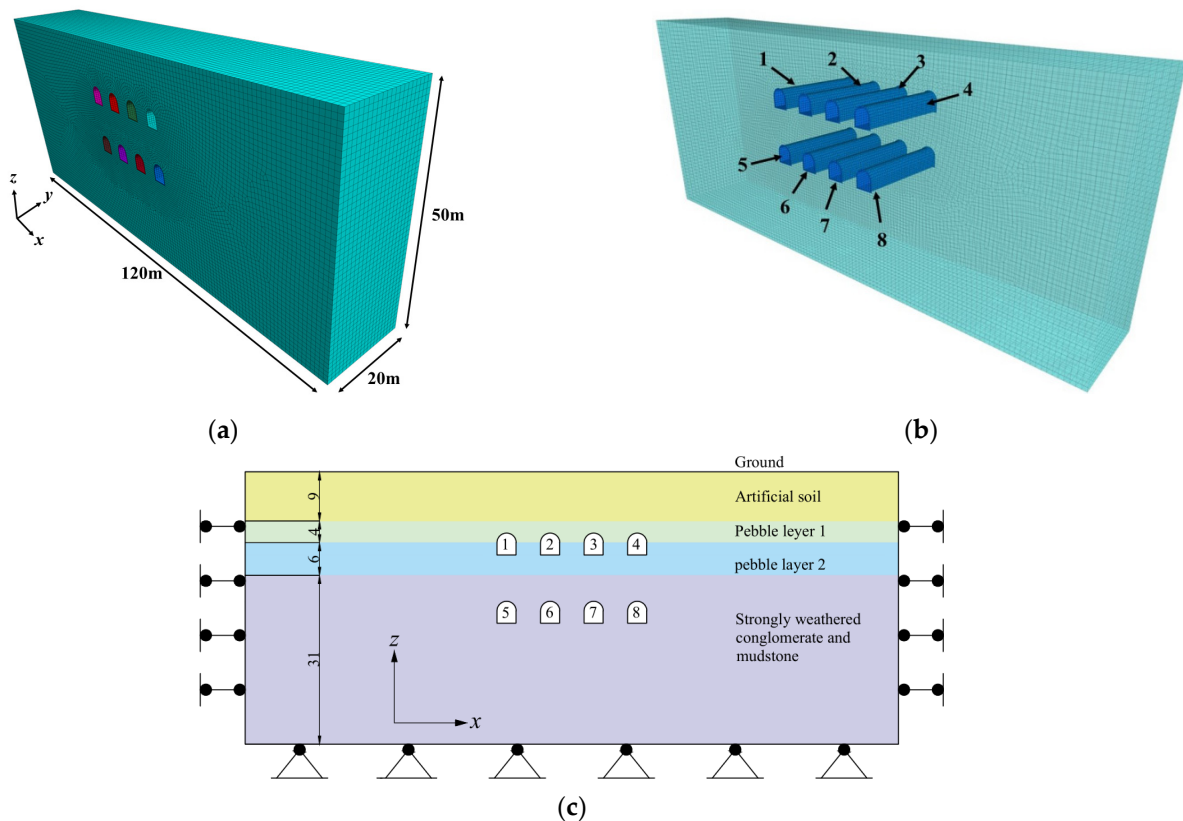 z
y
x
120m
20m
50m
(a)
1
2
3
4
5
6
7
8
(b)
Ground
9
Artificial soil
4
Pebble leyer 1
1 2 3 4
6
pebble layer 2
5 6 7 8
Strongly weathered
conglomerate and
mudstone
31
z
x
(c)